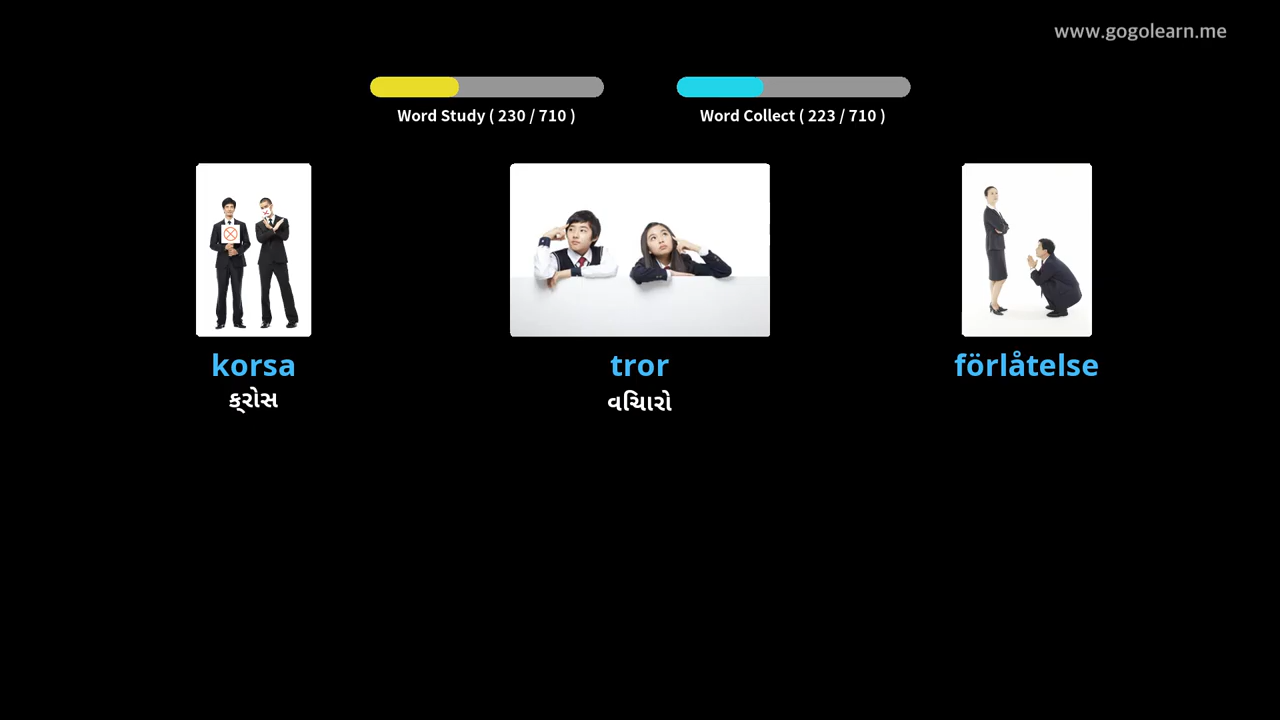 www.gogolearn.me
Word Study ( 230 / 710 )
Word Collect ( 223 / 710 )
korsa
ક્રોસ
tror
વિચારો
förlåtelse